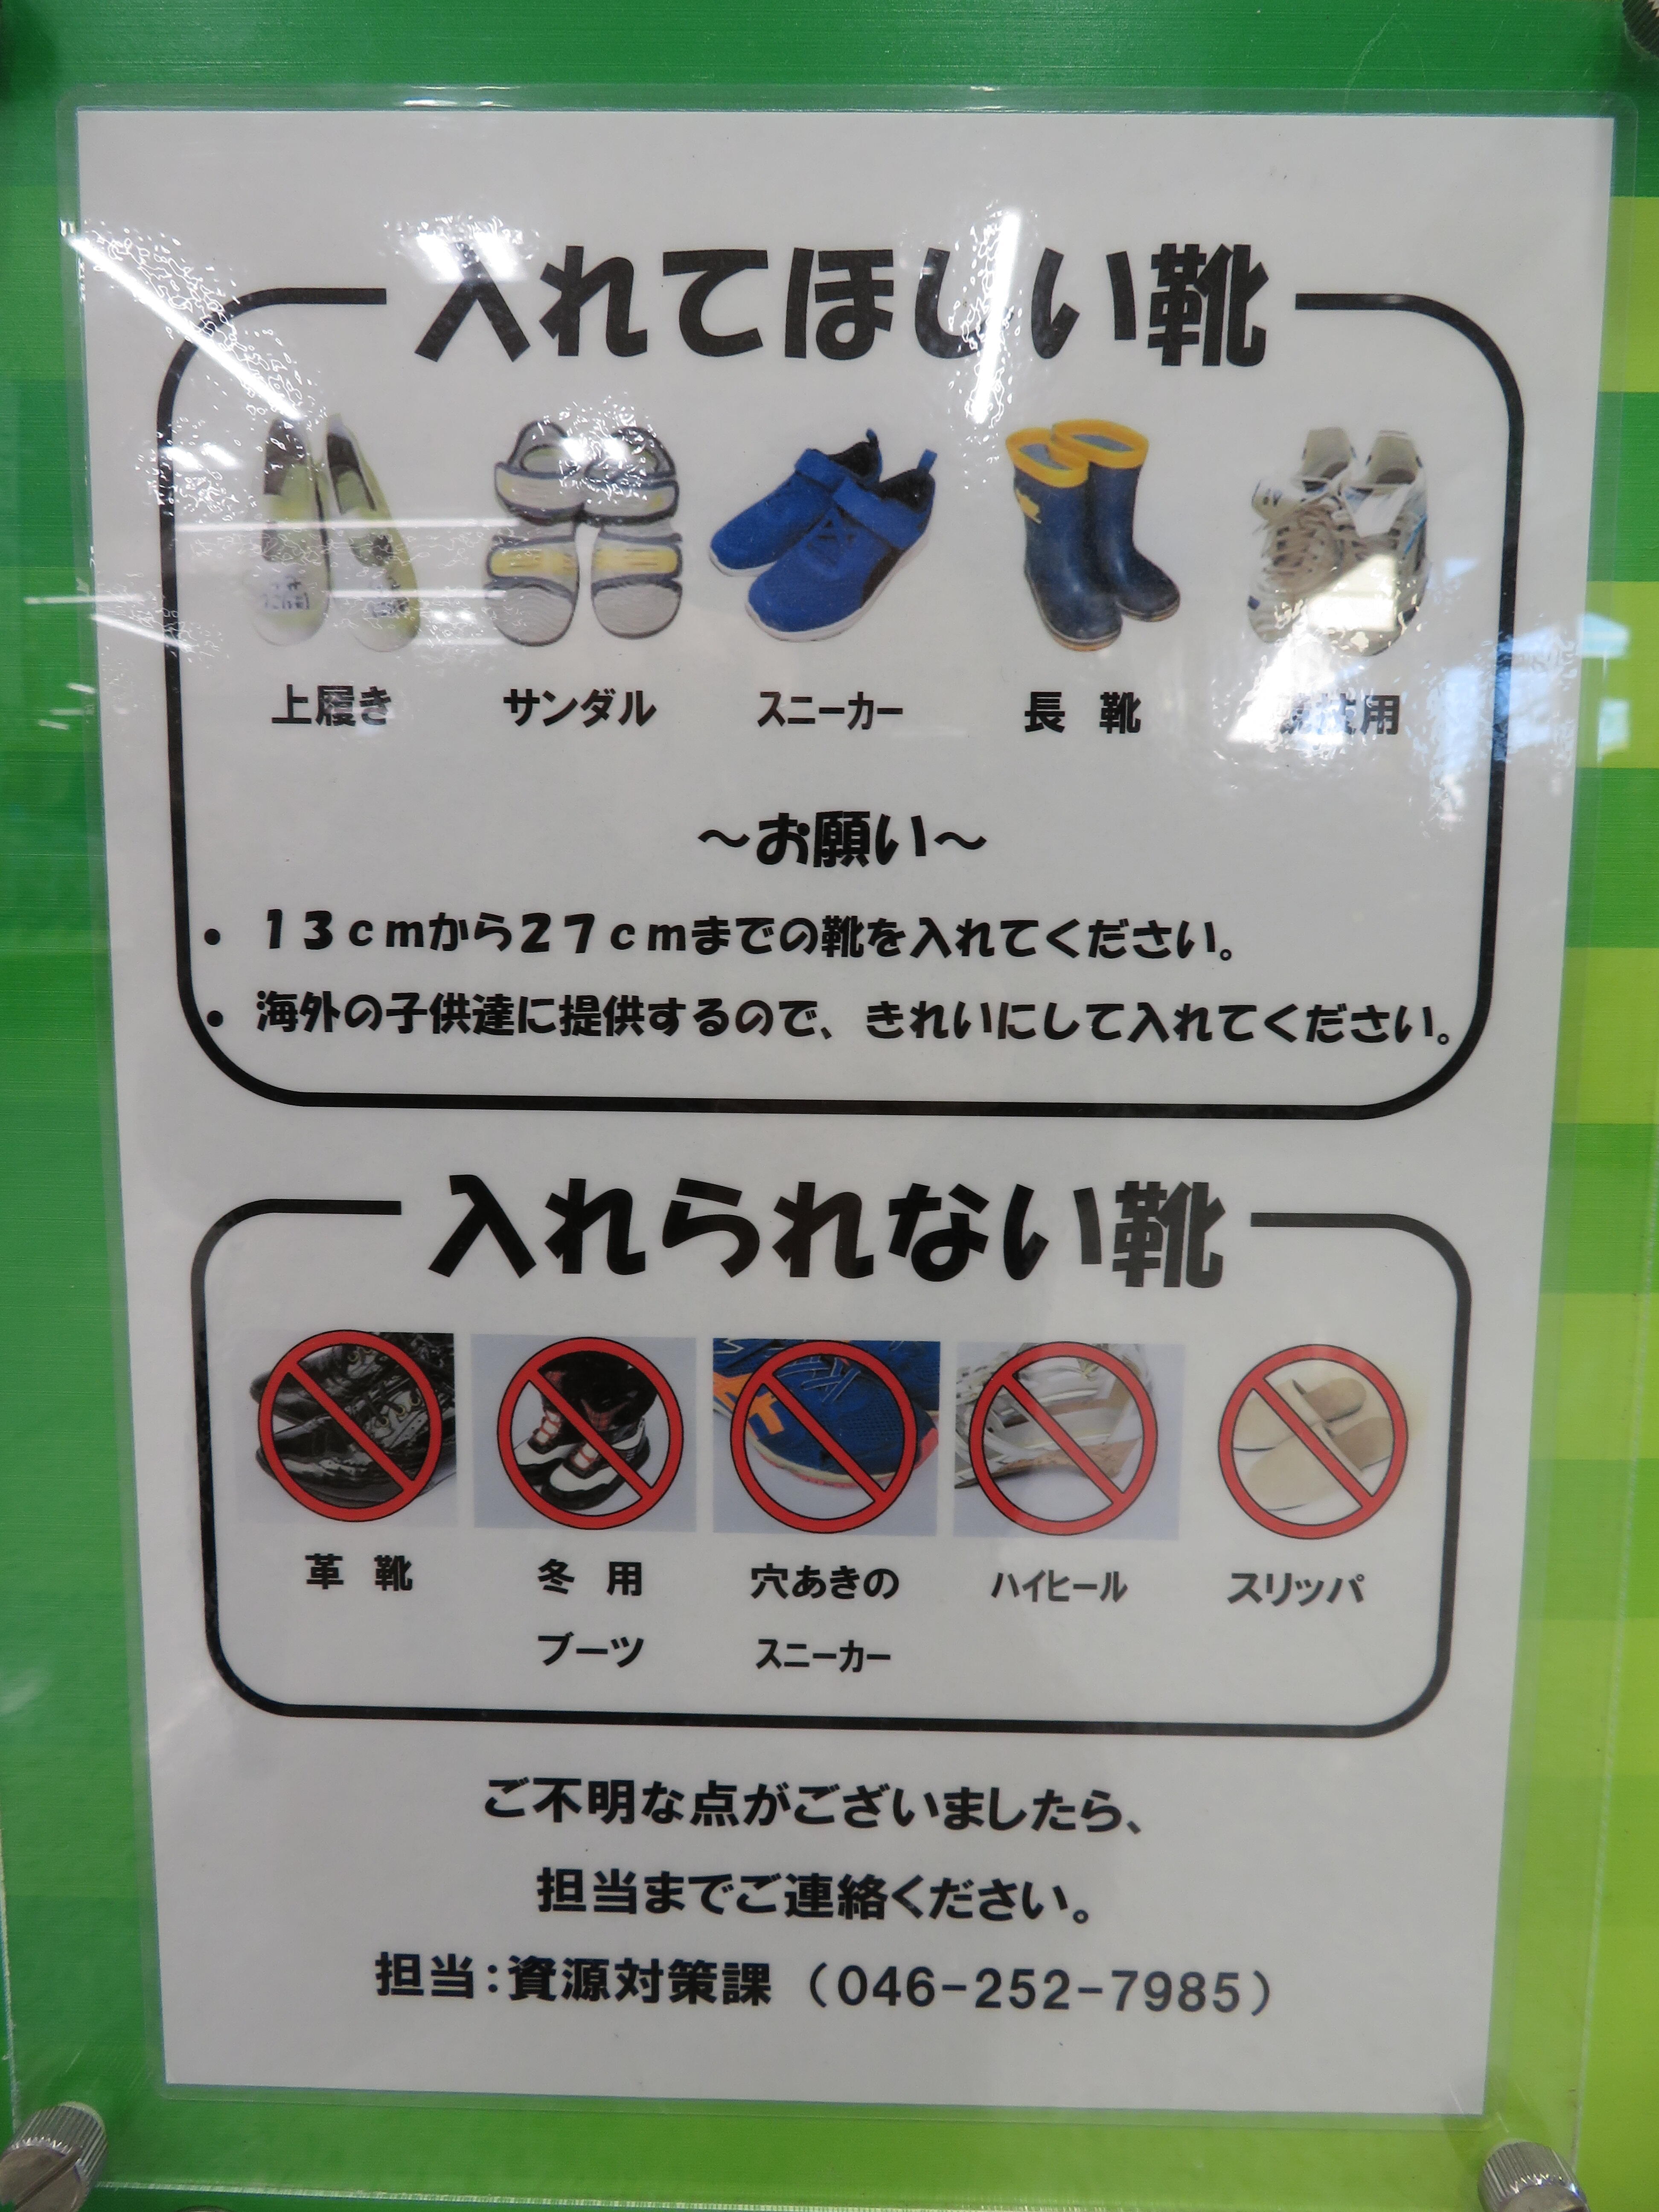 入れてほしい靴
上履き サンダル スニーカー 長靴 競技用
～お願い～
・13cmから27cmまでの靴を入れてください。
・海外の子供達に提供するので、きれいにして入れてください。
入れられない靴
革靴 冬用 穴あきの ハイヒール スリッパ
ブーツ スニーカー
ご不明な点がございましたら、
担当までご連絡ください。
担当：資源対策課（046-252-7985）